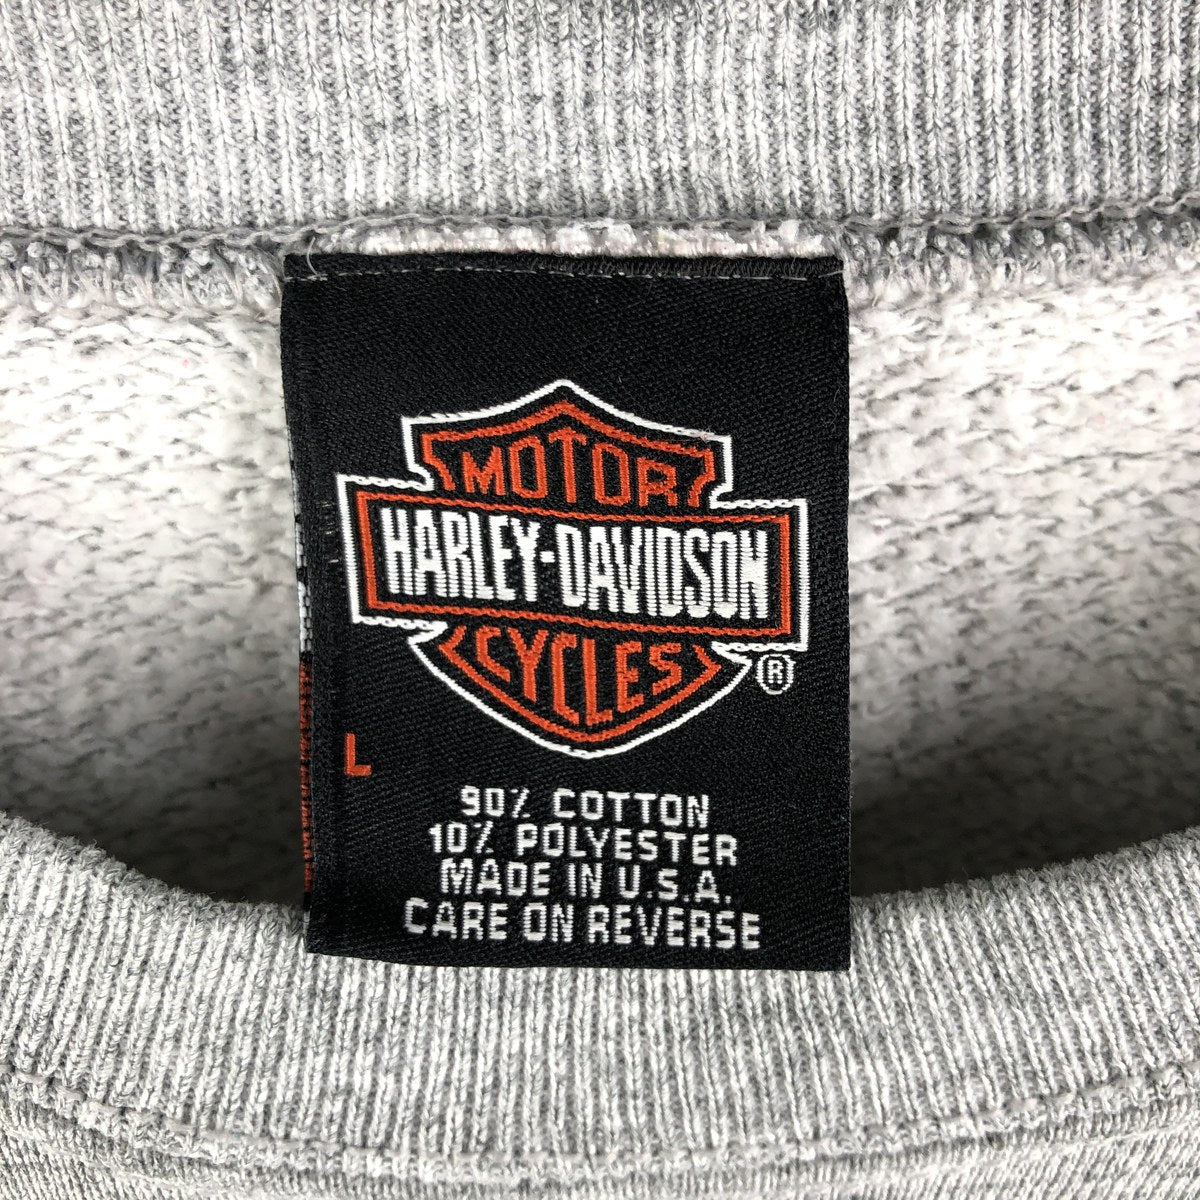 MOTOR
HARLEY-DAVIDSON
CYCLES
®
L
90% COTTON
10% POLYESTER
MADE IN U.S.A.
CARE ON REVERSE